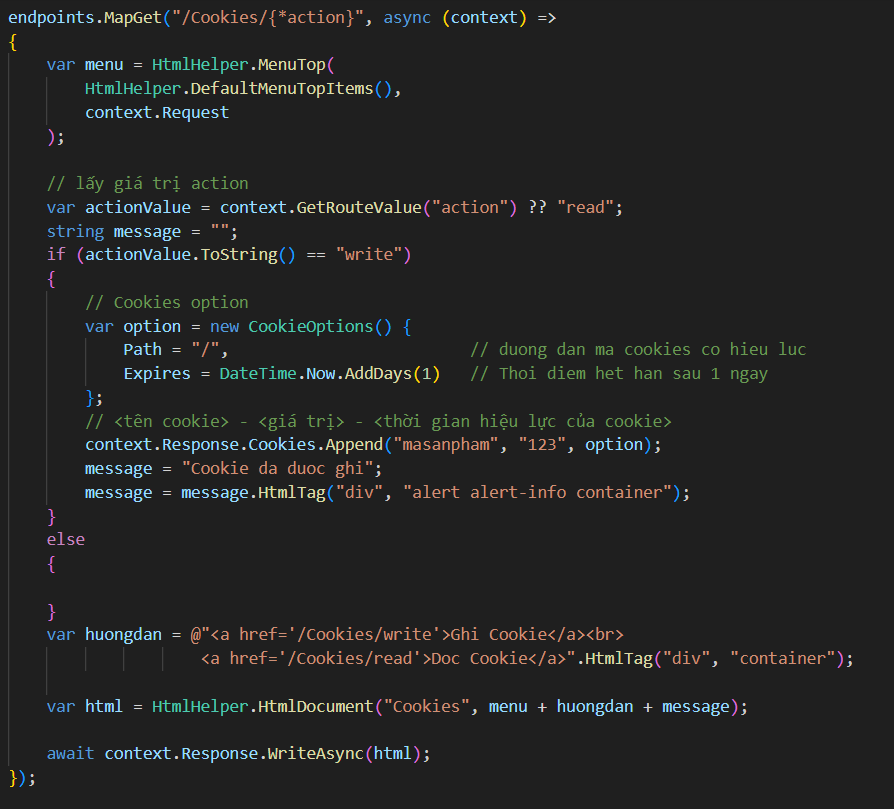 endpoints.MapGet("/Cookies/{*action}", async (context) =>
{
var menu = HtmlHelper.MenuTop(
HtmlHelper.DefaultMenuTopItems(),
context.Request
);
// lấy giá trị action
var actionValue = context.GetRouteValue("action") ?? "read";
string message = "";
if (actionValue.ToString() == "write")
{
// Cookies option
var option = new CookieOptions() {
Path = "/", // duong dan ma cookies co hieu luc
Expires = DateTime.Now.AddDays(1) // Thoi diem het han sau 1 ngay
};
// <tên cookie> - <giá trị> - <thời gian hiệu lực của cookie>
context.Response.Cookies.Append("masanpham", "123", option);
message = "Cookie da duoc ghi";
message = message.HtmlTag("div", "alert alert-info container");
}
else
{
}
var huongdan = @"<a href='/Cookies/write'>Ghi Cookie</a><br>
<a href='/Cookies/read'>Doc Cookie</a>".HtmlTag("div", "container");
var html = HtmlHelper.HtmlDocument("Cookies", menu + huongdan + message);
await context.Response.WriteAsync(html);
});